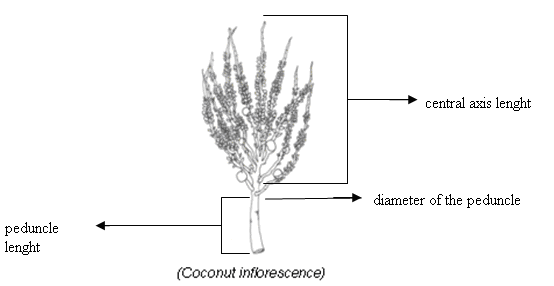 central axis lenght
diameter of the peduncle
peduncle
lenght
(Coconut inflorescence)